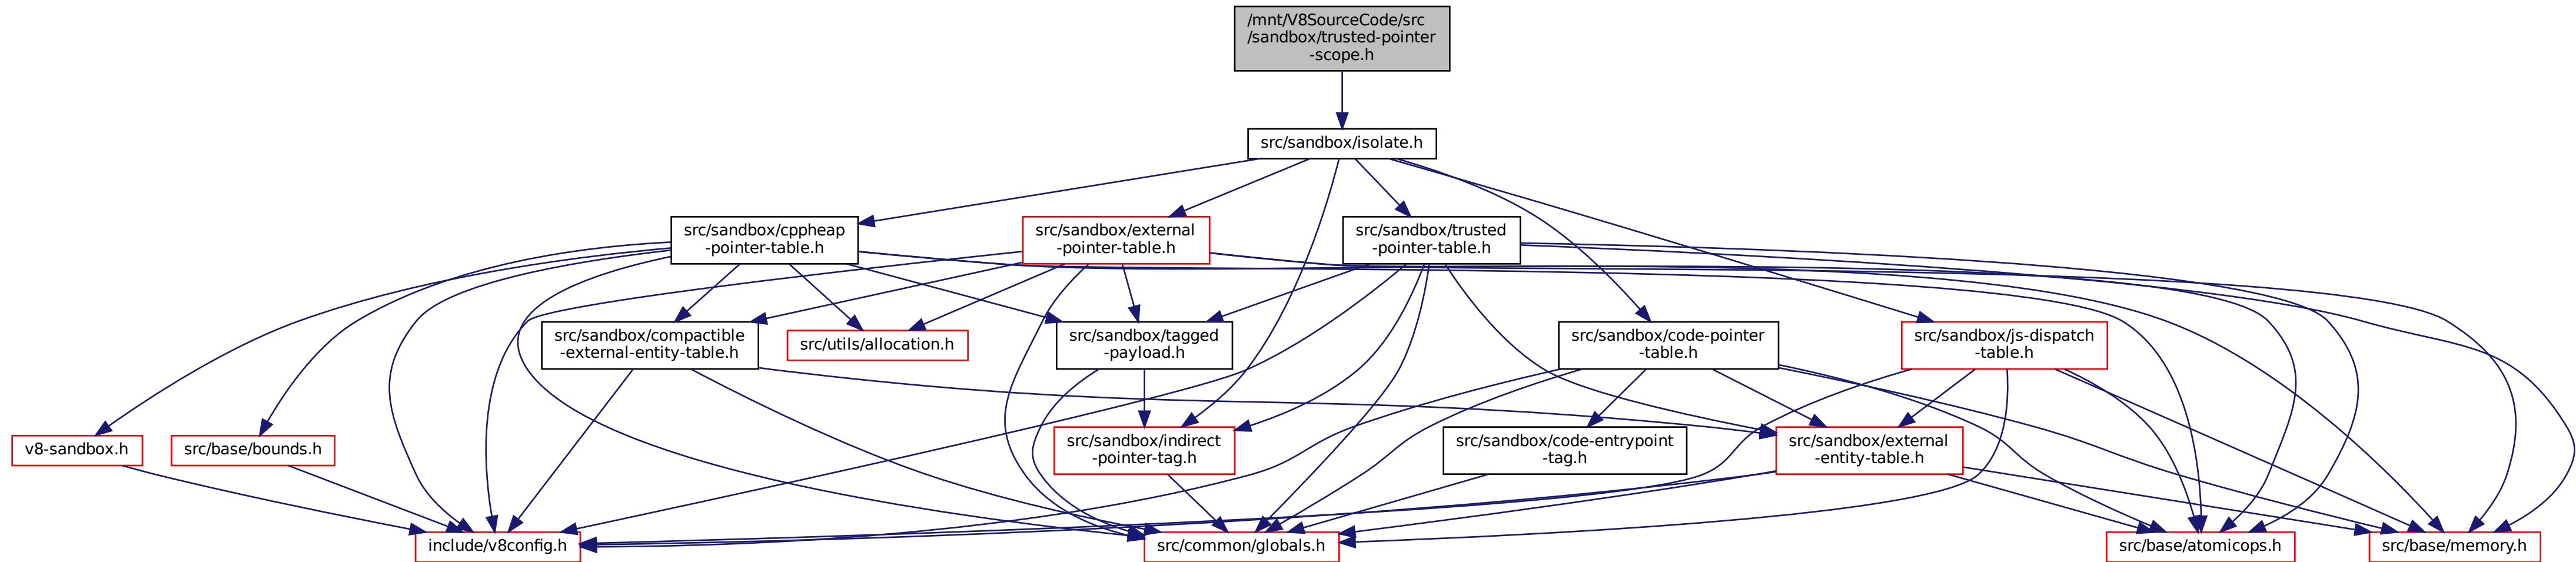 /mnt/V8SourceCode/src
/sandbox/trusted-pointer
-scope.h
src/sandbox/isolate.h
src/sandbox/cppheap
-pointer-table.h
src/sandbox/external
-pointer-table.h
src/sandbox/trusted
-pointer-table.h
src/sandbox/compactible
-external-entity-table.h
src/utils/allocation.h
src/sandbox/tagged
-payload.h
src/sandbox/code-pointer
-table.h
src/sandbox/js-dispatch
-table.h
v8-sandbox.h
src/base/bounds.h
src/sandbox/indirect
-pointer-tag.h
src/sandbox/code-entrypoint
-tag.h
src/sandbox/external
-entity-table.h
include/v8config.h
src/common/globals.h
src/base/atomicops.h
src/base/memory.h